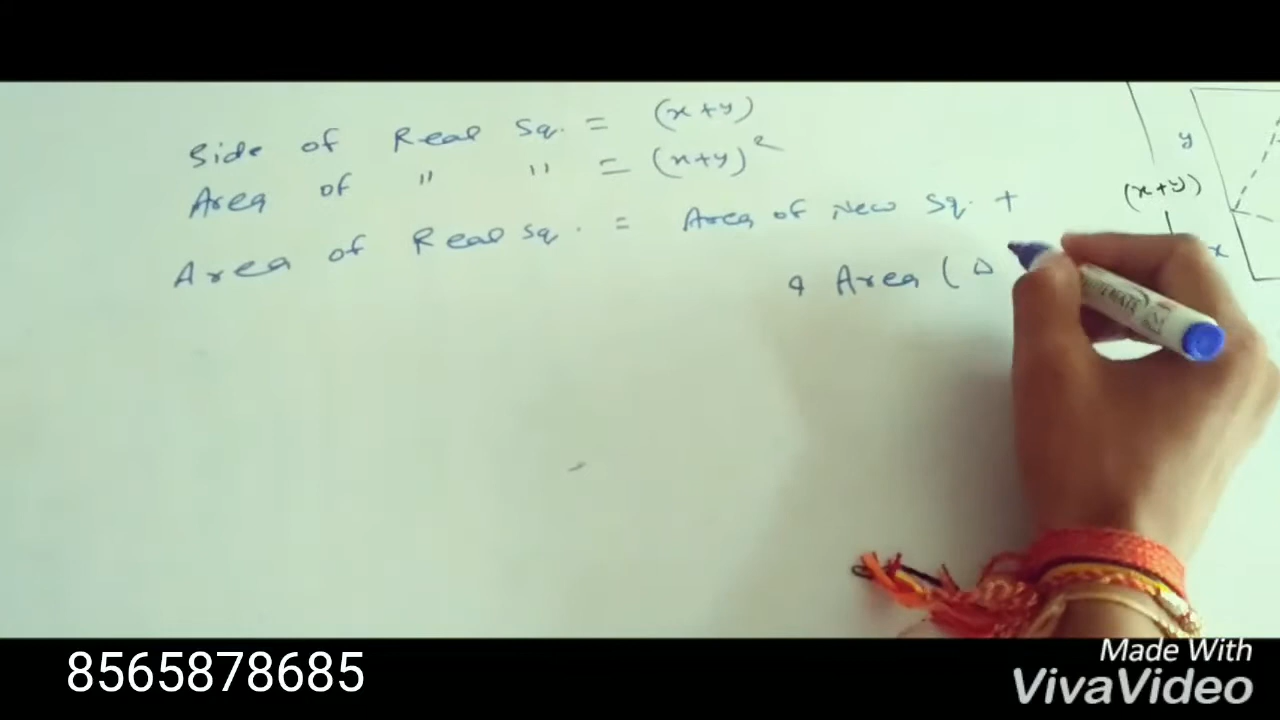 Side of Real Sq. = (x+y)
Area of " " = (x+y)²
Area of Real Sq. = Area of New Sq. +
4 Area (Δ
y
(x+y)
x
8565878685
Made With
VivaVideo